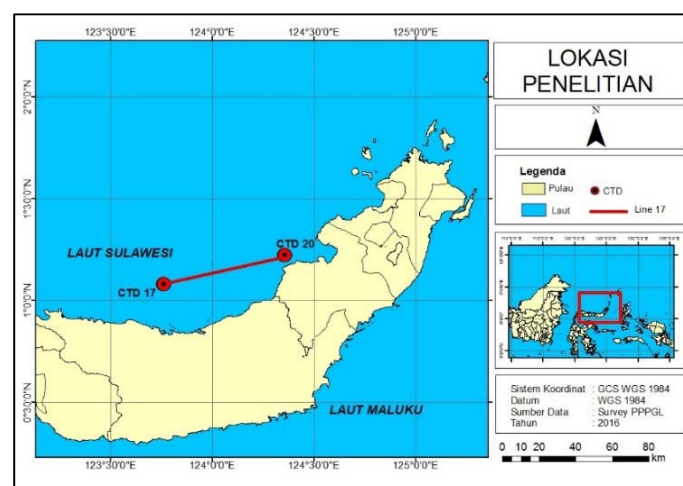 123°30'0"E 124°0'0"E 124°30'0"E 125°0'0"E
2°0'0"N
1°30'0"N
1°0'0"N
0°30'0"N
LAUT SULAWESI
CTD 20
CTD 17
LAUT MALUKU
123°30'0"E 124°0'0"E 124°30'0"E 125°0'0"E
LOKASI
PENELITIAN
N
Legenda
Pulau CTD
Laut Line 17
Sistem Koordinat : GCS WGS 1984
Datum : WGS 1984
Sumber Data : Survey PPPGL
Tahun : 2016
0 10 20 40 60 80
km